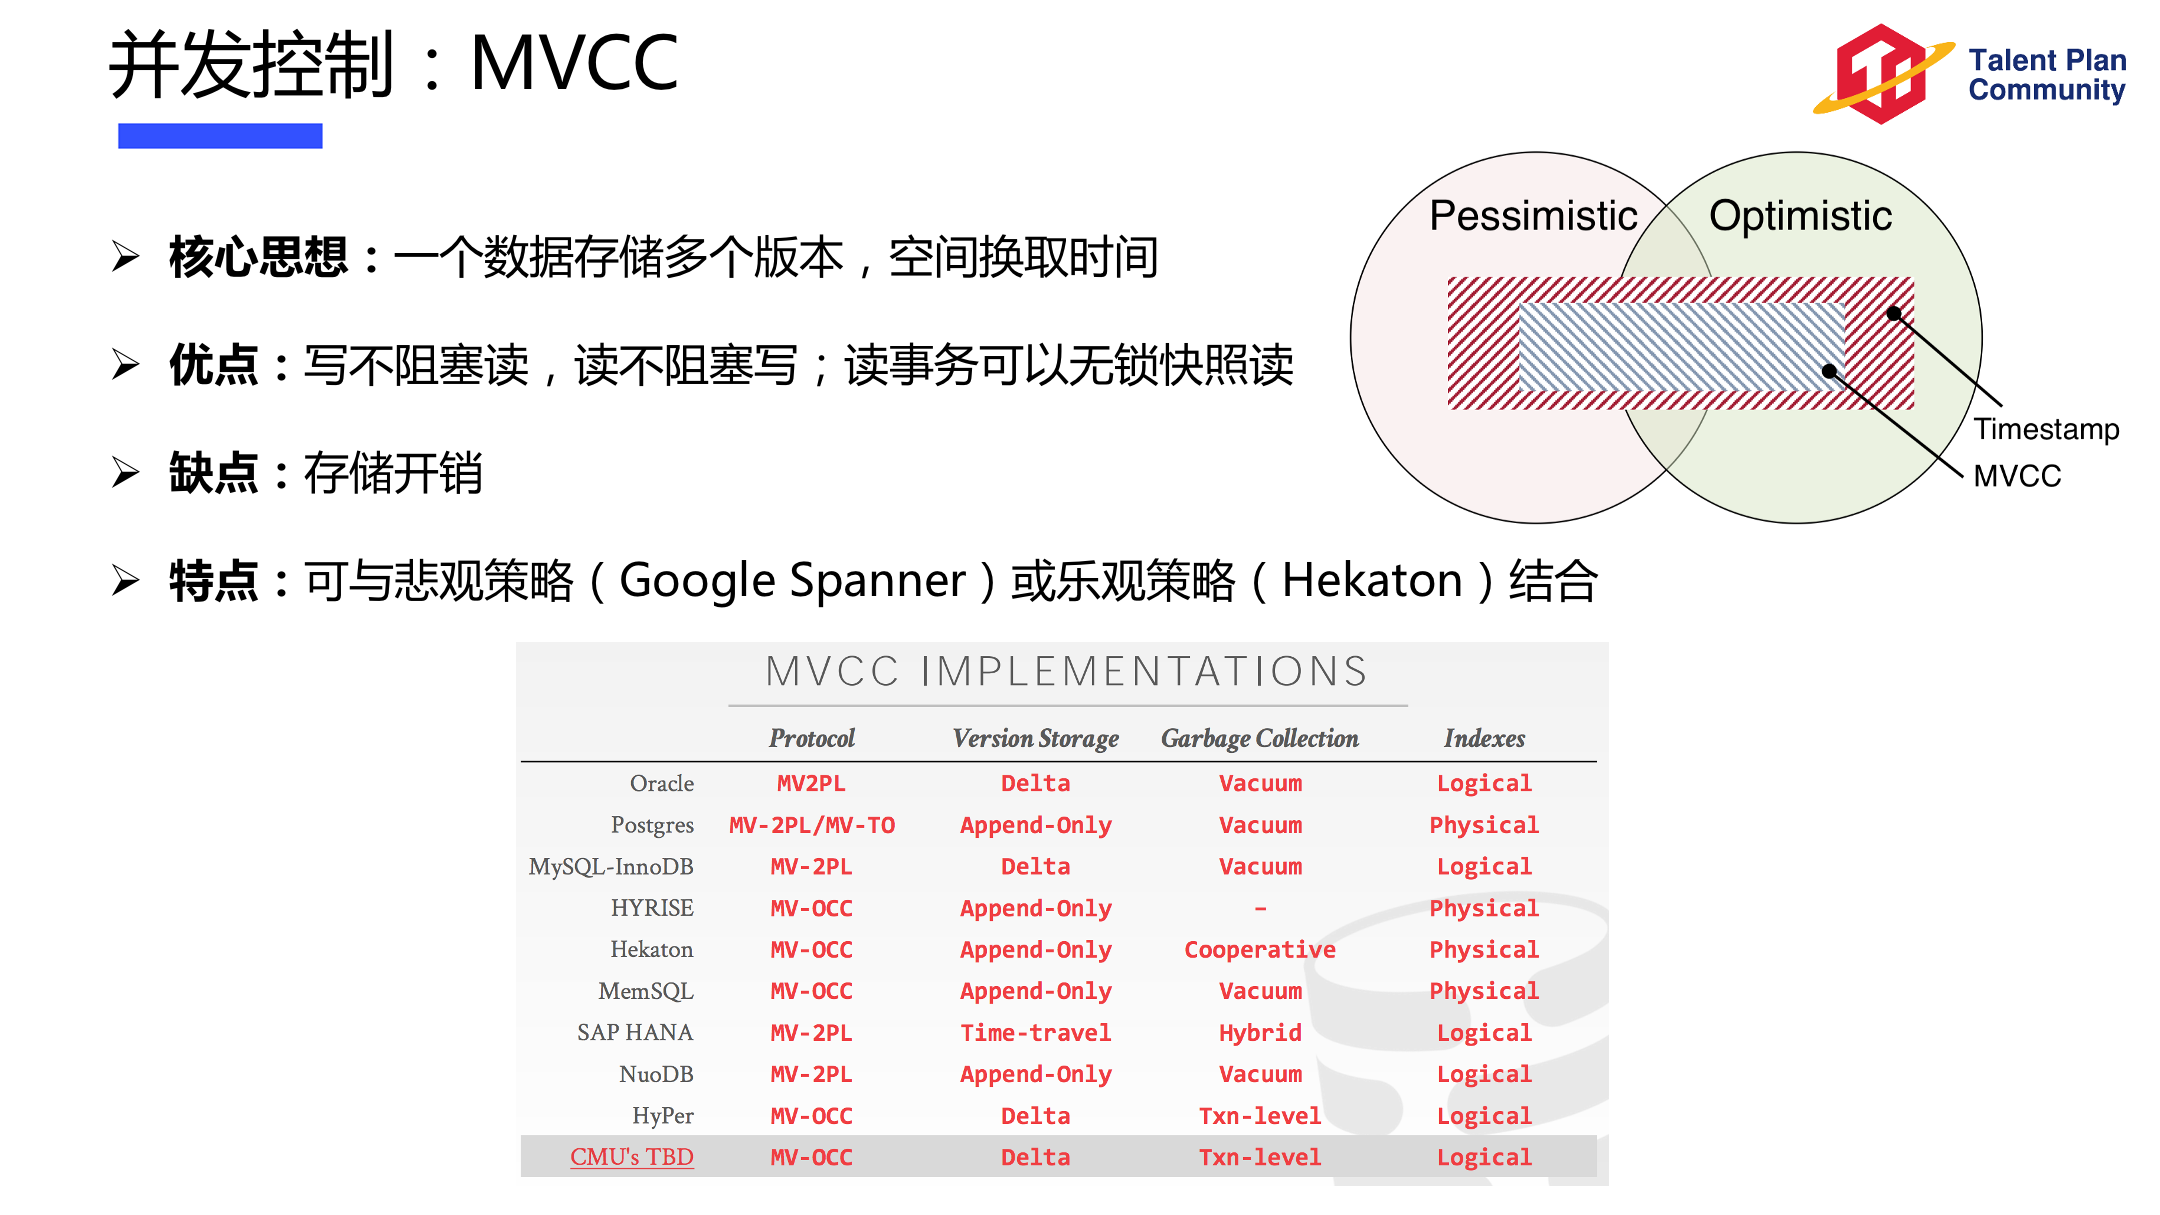 并发控制：MVCC
Talent Plan
Community
核心思想：一个数据存储多个版本，空间换取时间
优点：写不阻塞读，读不阻塞写；读事务可以无锁快照读
缺点：存储开销
特点：可与悲观策略（Google Spanner）或乐观策略（Hekaton）结合
Pessimistic Optimistic
Timestamp
MVCC
MVCC IMPLEMENTATIONS
Protocol Version Storage Garbage Collection Indexes
Oracle MV2PL Delta Vacuum Logical
Postgres MV-2PL/MV-TO Append-Only Vacuum Physical
MySQL-InnoDB MV-2PL Delta Vacuum Logical
HYRISE MV-OCC Append-Only – Physical
Hekaton MV-OCC Append-Only Cooperative Physical
MemSQL MV-OCC Append-Only Vacuum Physical
SAP HANA MV-2PL Time-travel Hybrid Logical
NuoDB MV-2PL Append-Only Vacuum Logical
HyPer MV-OCC Delta Txn-level Logical
CMU's TBD MV-OCC Delta Txn-level Logical